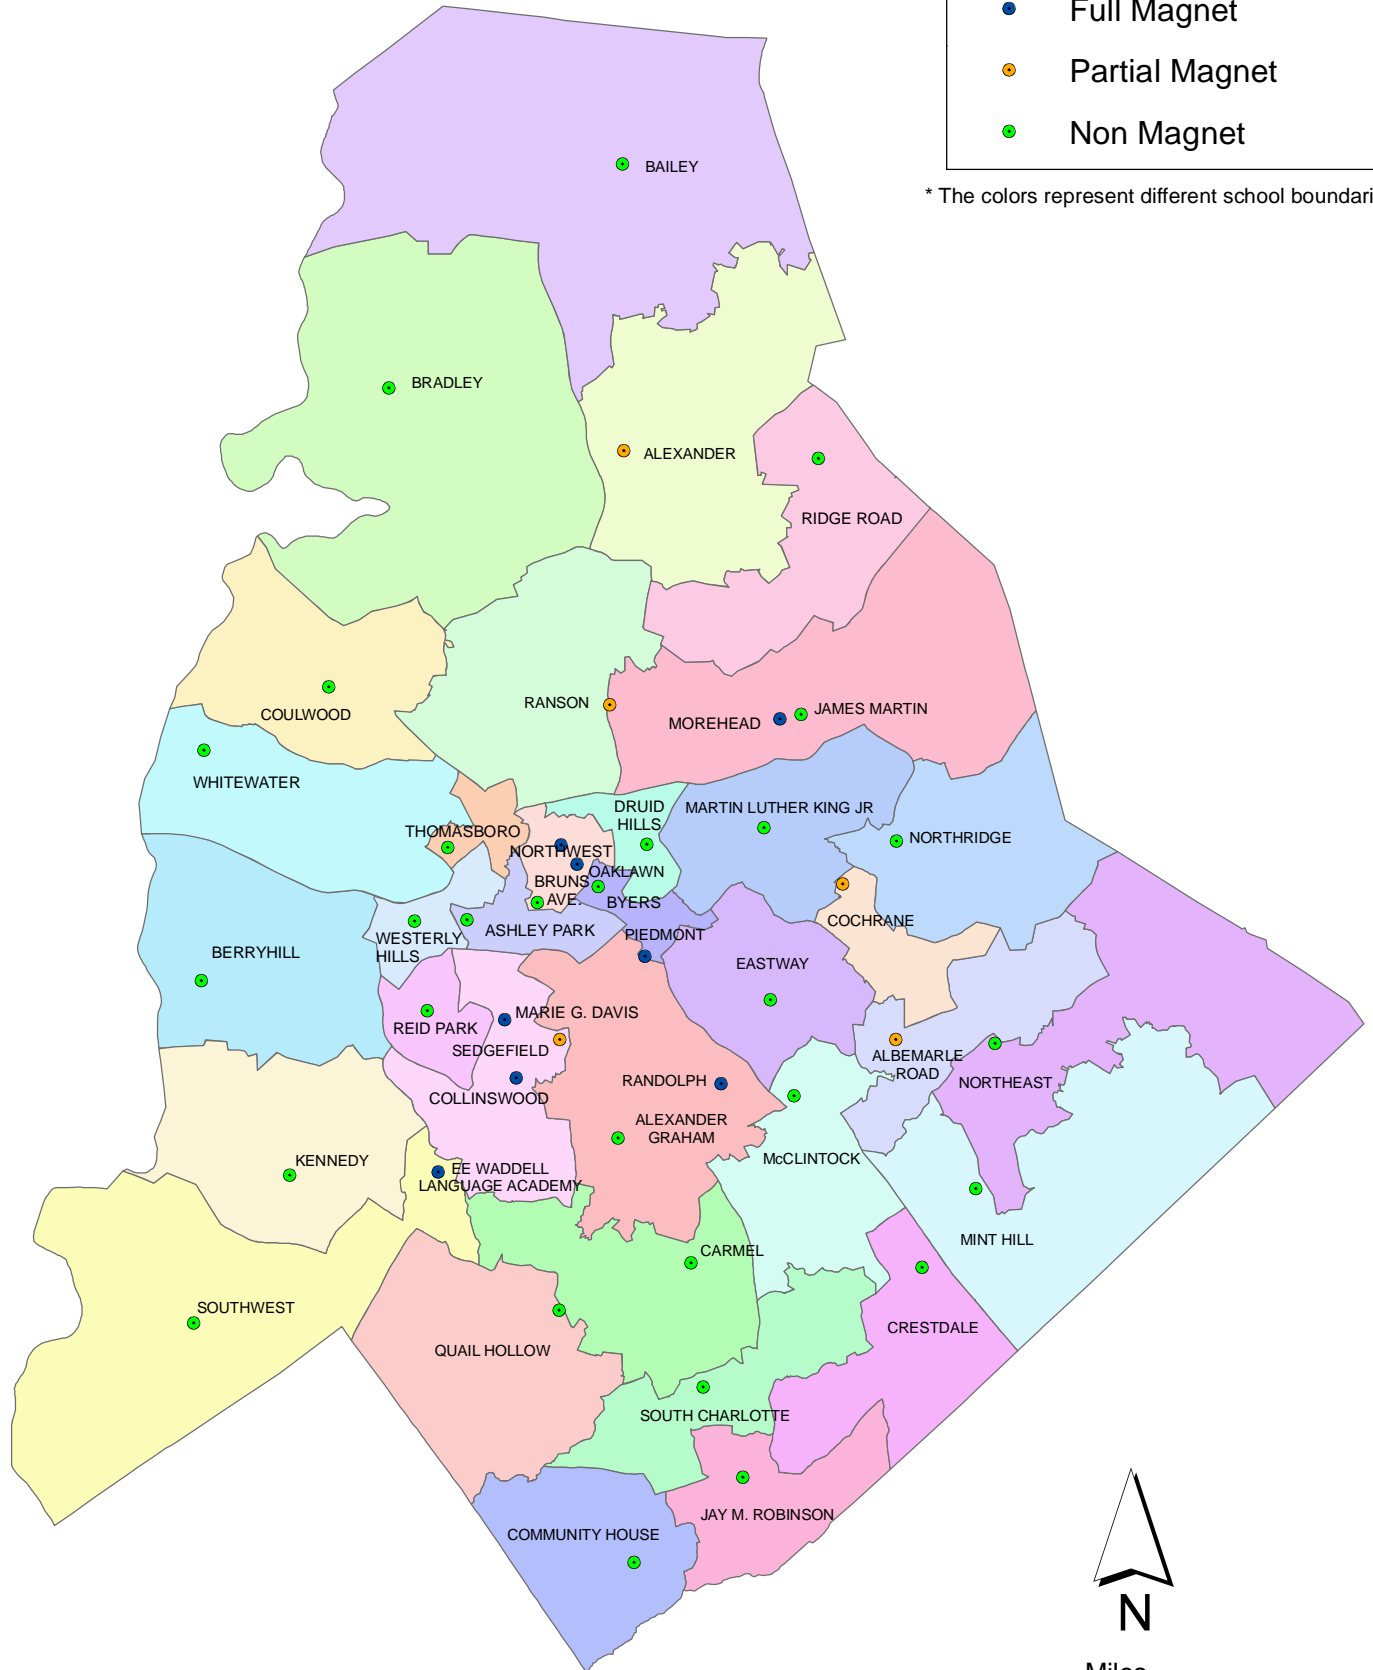 Full Magnet
Partial Magnet
Non Magnet
* The colors represent different school boundari
BAILEY
BRADLEY
ALEXANDER
RIDGE ROAD
RANSON
COULWOOD
MOREHEAD
JAMES MARTIN
WHITEWATER
THOMASBORO
DRUID
HILLS
MARTIN LUTHER KING JR
NORTHRIDGE
NORTHWEST
OAKLAWN
BRUNS
AVE.
BYERS
COCHRANE
ASHLEY PARK
PIEDMONT
WESTERLY
HILLS
BERRYHILL
EASTWAY
MARIE G. DAVIS
REID PARK
SEDGEFIELD
ALBEMARLE
ROAD
NORTHEAST
RANDOLPH
COLLINSWOOD
ALEXANDER
GRAHAM
McCLINTOCK
KENNEDY
EE WADDELL
LANGUAGE ACADEMY
MINT HILL
CARMEL
SOUTHWEST
CRESTDALE
QUAIL HOLLOW
SOUTH CHARLOTTE
JAY M. ROBINSON
COMMUNITY HOUSE
N
Miles